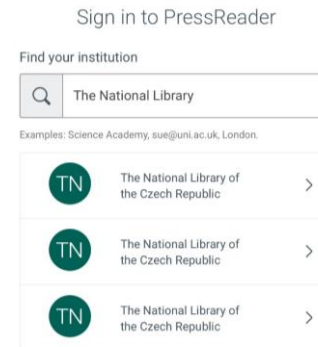 Sign in to PressReader
Find your institution
The National Library
Examples: Science Academy, sue@uni.ac.uk, London.
TN
The National Library of
the Czech Republic
TN
The National Library of
the Czech Republic
TN
The National Library of
the Czech Republic